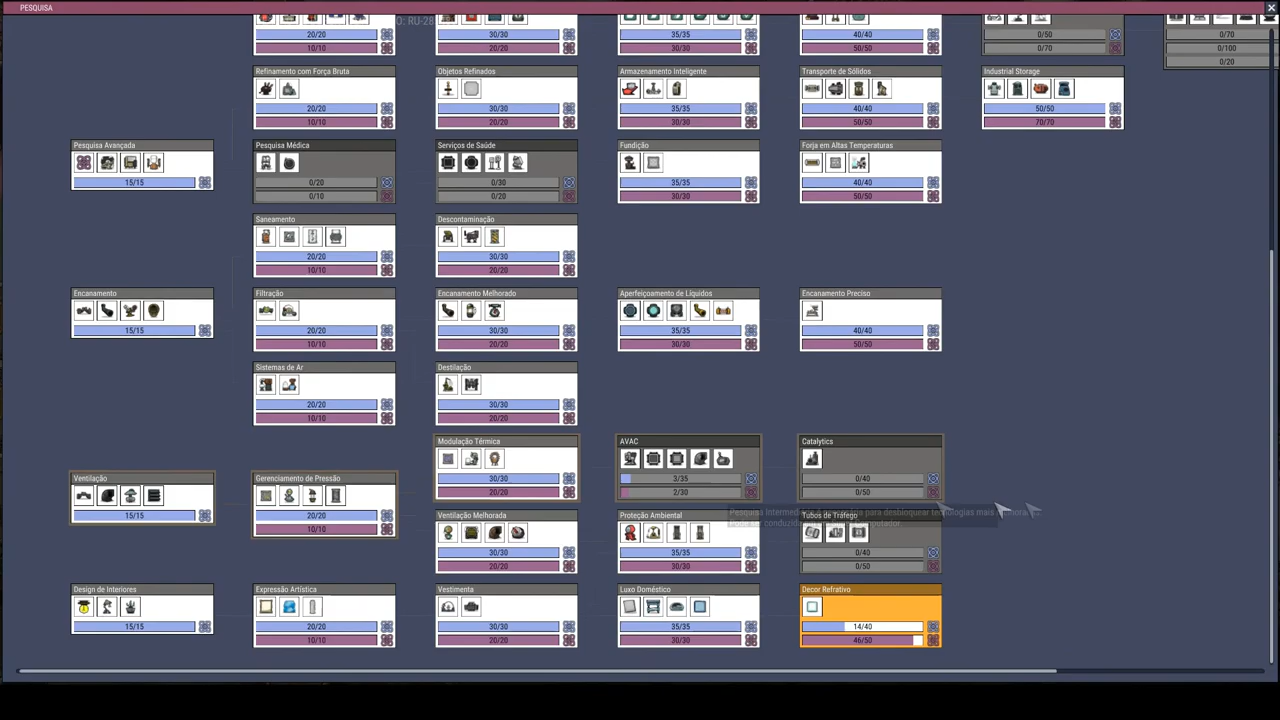 PESQUISA
O: RU-28
20/20
30/30
35/35
40/40
0/50
0/70
10/10
20/20
30/30
50/50
0/70
0/100
0/20
Refinamento com Força Bruta
Objetos Refinados
Armazenamento Inteligente
Transporte de Sólidos
Industrial Storage
20/20
30/30
35/35
40/40
50/50
10/10
20/20
30/30
50/50
70/70
Pesquisa Avançada
Pesquisa Médica
Serviços de Saúde
Fundição
Forja em Altas Temperaturas
15/15
0/20
0/30
35/35
40/40
0/10
0/20
30/30
50/50
Saneamento
Descontaminação
20/20
30/30
10/10
20/20
Encanamento
Filtração
Encanamento Melhorado
Aperfeiçoamento de Líquidos
Encanamento Preciso
15/15
20/20
30/30
35/35
40/40
10/10
20/20
30/30
50/50
Sistemas de Ar
Destilação
20/20
30/30
10/10
20/20
Modulação Térmica
AVAC
Catalytics
30/30
3/35
0/40
20/20
2/30
0/50
Ventilação
Gerenciamento de Pressão
15/15
20/20
10/10
Ventilação Melhorada
Proteção Ambiental
Tubos de Tráfego
30/30
35/35
0/40
20/20
30/30
0/50
Design de Interiores
Expressão Artística
Vestimenta
Luxo Doméstico
Decor Refrativo
15/15
20/20
30/30
35/35
14/40
10/10
20/20
30/30
46/50